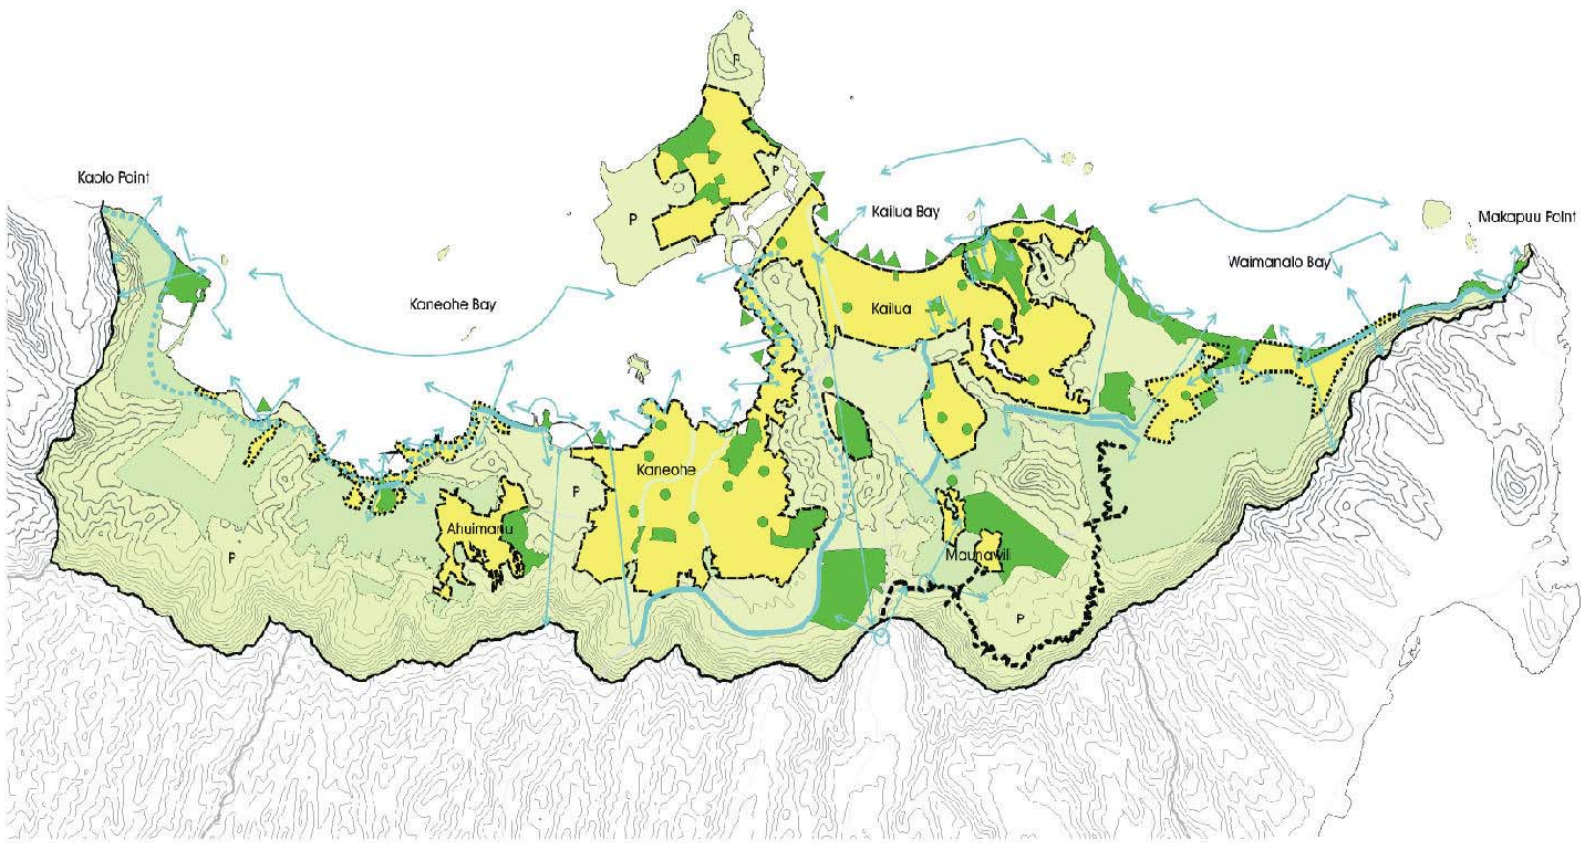 P
P
P
Kaolo Point
Kailua Bay
Makapuu Point
Waimanalo Bay
Kaneohe Bay
Kailua
Kaneohe
P
Ahuimanu
P
Maunawili
P